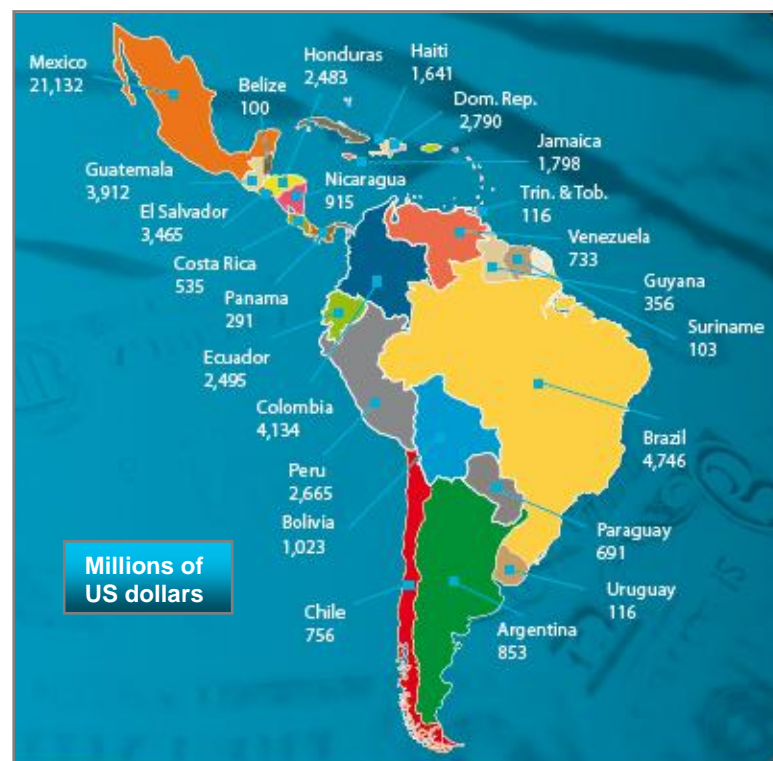 Mexico
21,132
Belize
100
Honduras
2,483
Haiti
1,641
Dom. Rep.
2,790
Jamaica
1,798
Guatemala
3,912
Nicaragua
915
Trin. & Tob.
116
El Salvador
3,465
Venezuela
733
Costa Rica
535
Guyana
356
Panama
291
Suriname
103
Ecuador
2,495
Colombia
4,134
Brazil
4,746
Peru
2,665
Bolivia
1,023
Paraguay
691
Millions of
US dollars
Uruguay
116
Chile
756
Argentina
853